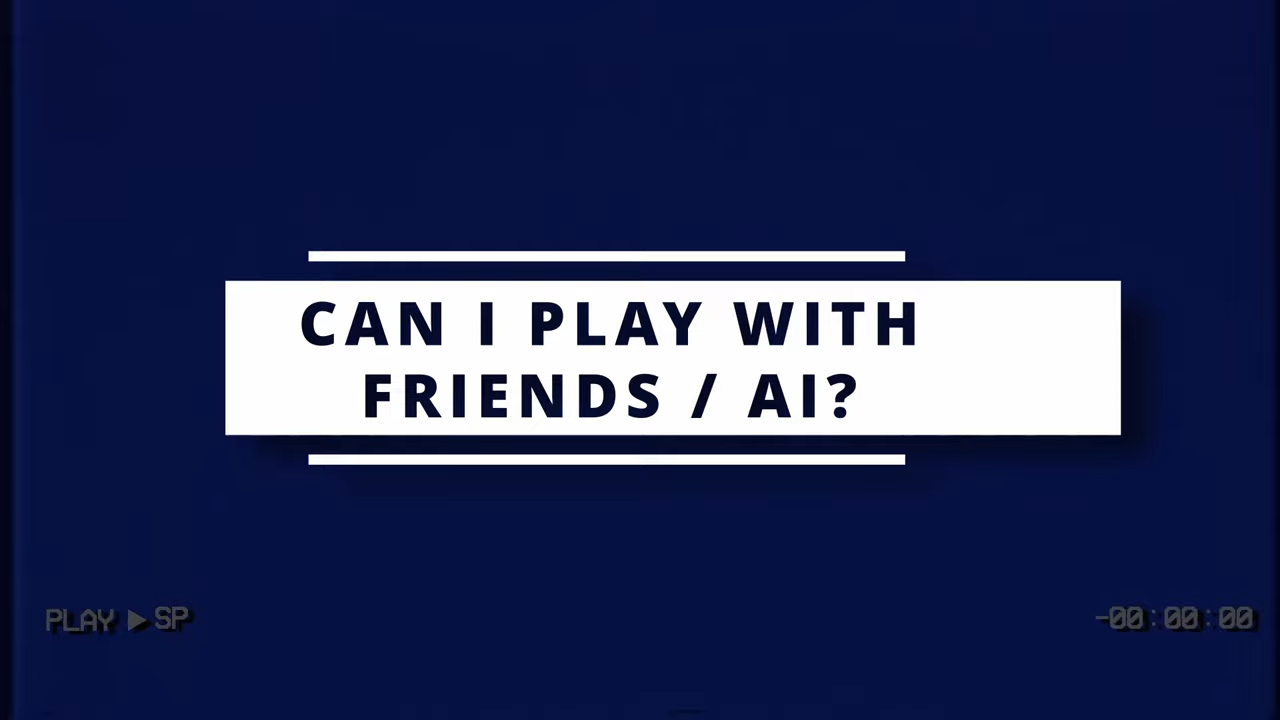 CAN I PLAY WITH
FRIENDS / AI?
PLAY ▶ SP
-00:00:00